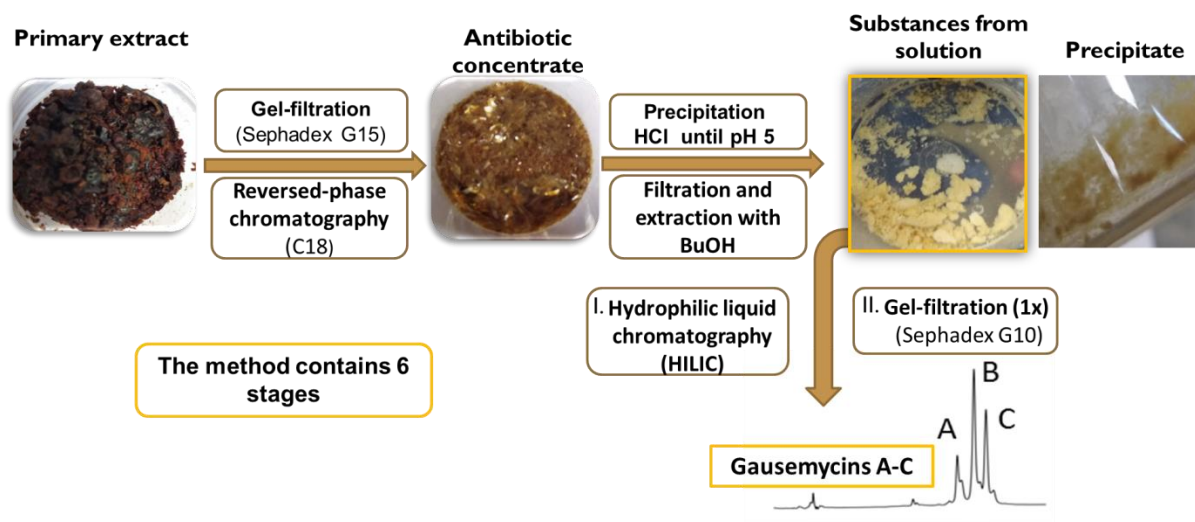 Primary extract
Gel-filtration
(Sephadex G15)
Reversed-phase
chromatography
(C18)
Antibiotic
concentrate
Precipitation
HCl until pH 5
Filtration and
extraction with
BuOH
Substances from
solution
Precipitate
I. Hydrophilic liquid
chromatography
(HILIC)
II. Gel-filtration (1x)
(Sephadex G10)
The method contains 6
stages
Gausemycins A-C
A
B
C